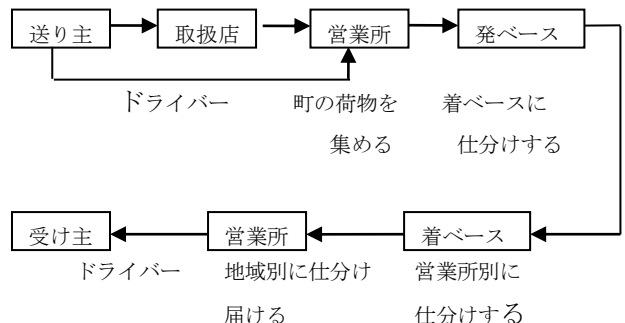 送り主 取扱店 営業所 発ベース
ドライバー 町の荷物を 着ベースに
集める 仕分けする
受け主 営業所 着ベース
ドライバー 地域別に仕分け 営業所別に
届ける 仕分けする